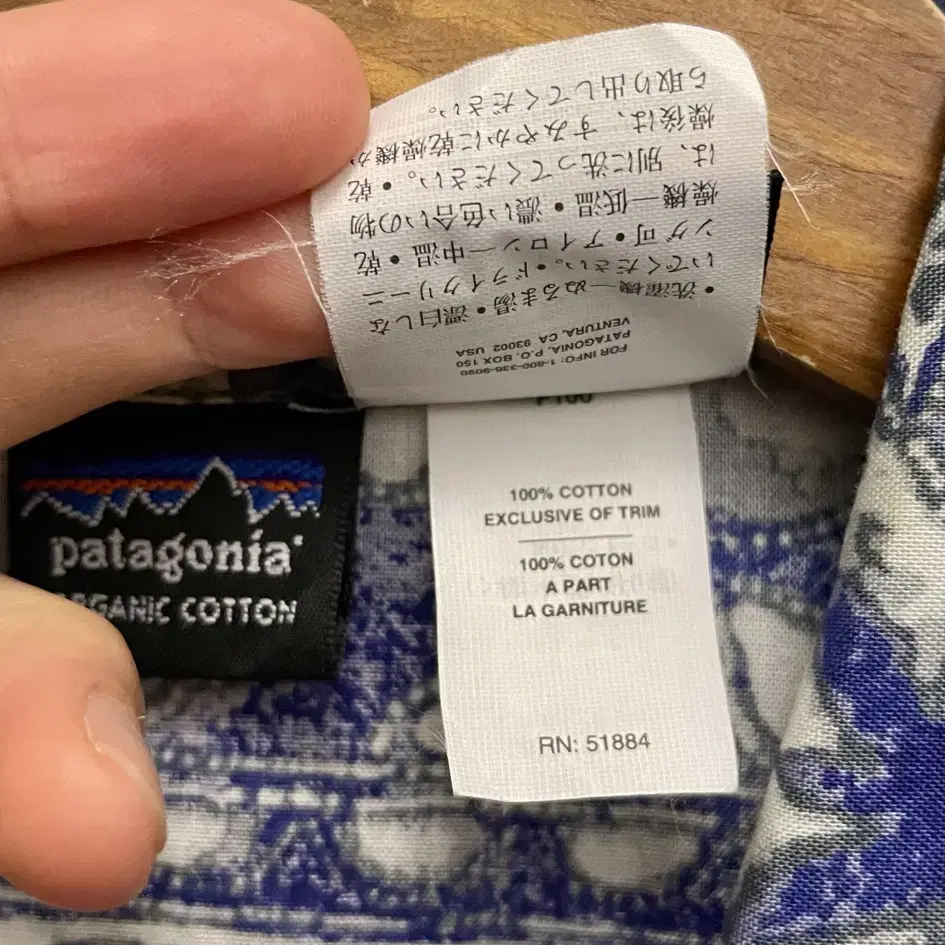 FOR INFO: 1-800-336-9090
PATAGONIA, P.O. BOX 150
VENTURA, CA 93002 USA
・洗濯機—ぬるま湯・漂白しな
いでください。・ドライクリーニ
ング可・アイロン—中温・乾
燥機—低温・濃い色合いの物
は、別に洗ってください。・乾
燥後は、すみやかに乾燥機か
ら取り出してください。
patagonia
ORGANIC COTTON
100% COTTON
EXCLUSIVE OF TRIM
100% COTON
A PART
LA GARNITURE
RN: 51884